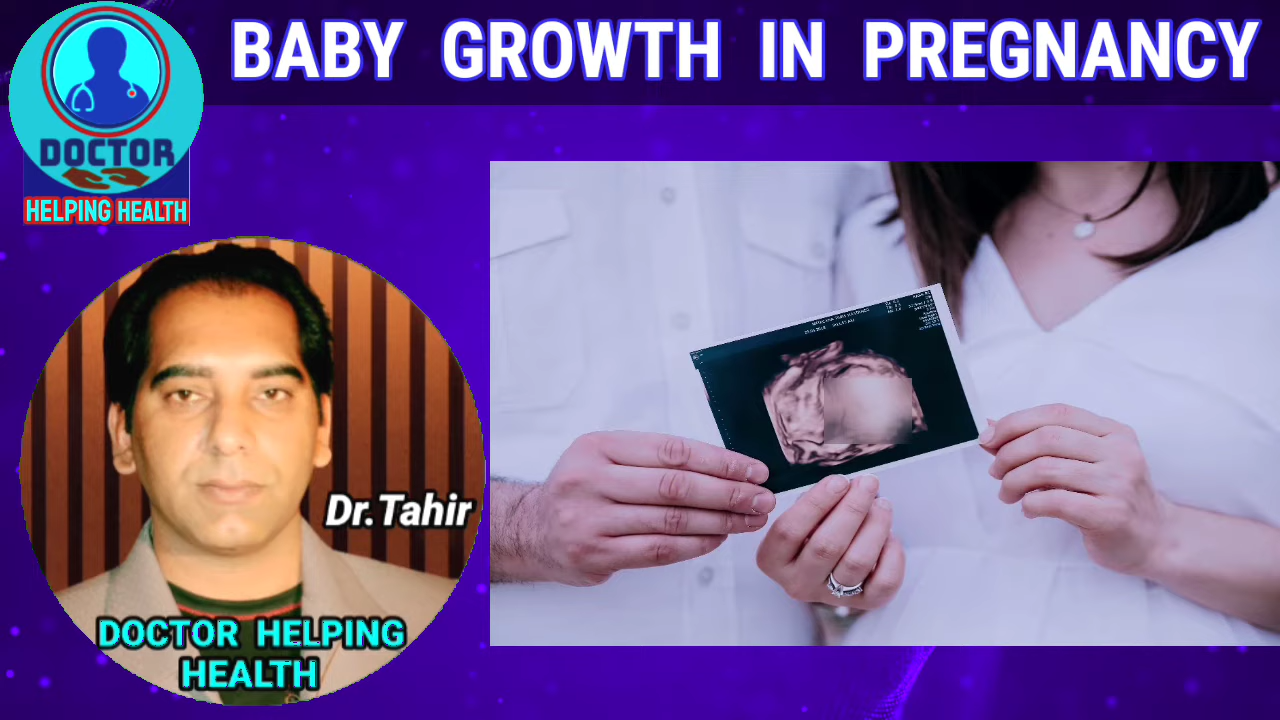 BABY GROWTH IN PREGNANCY
DOCTOR
HELPING HEALTH
Dr.Tahir
DOCTOR HELPING
HEALTH